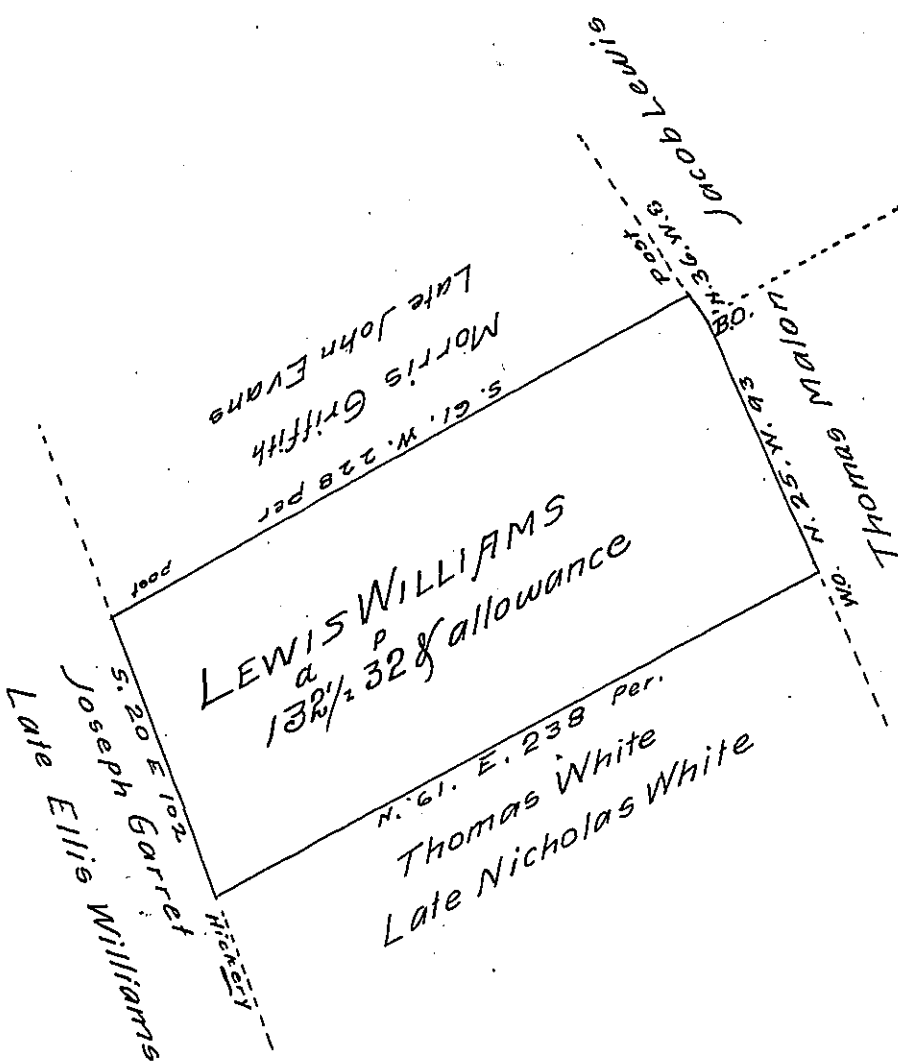 Jacob Lewis
N. 36. W. 8
Post
B.O.
Thomas Malon
N. 25. W. 93
W.O.
Late John Evans
Morris Griffith
S. 61. W. 228 per
post
LEWIS WILLIAMS
a p
132 1/2 32 & allowance
N. 61. E. 238 Per.
Thomas White
Late Nicholas White
S. 20 E 102
Joseph Garret
Late Ellis Williams
Hickery